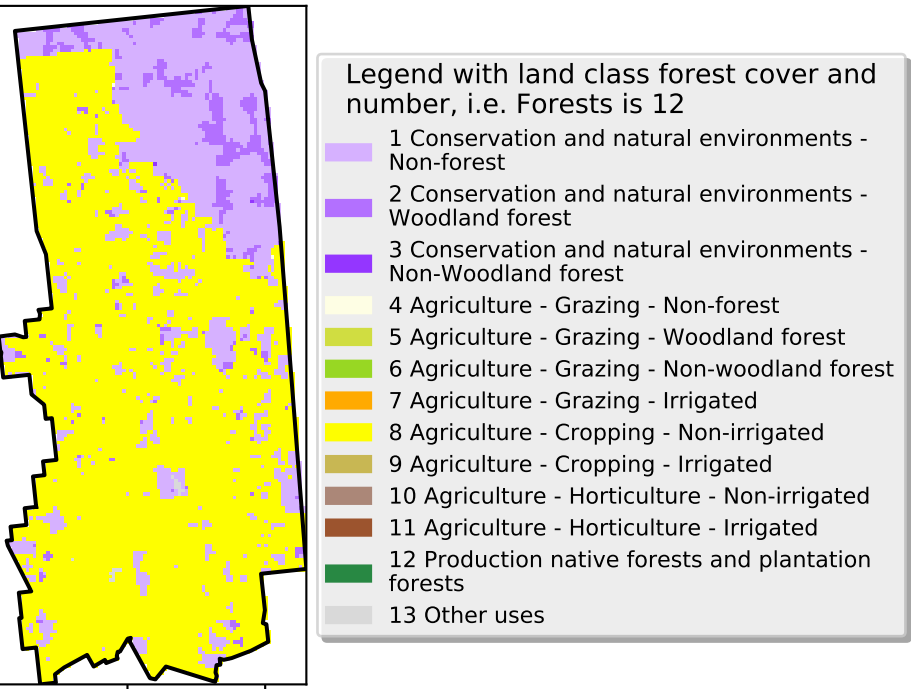 Legend with land class forest cover and
number, i.e. Forests is 12
1 Conservation and natural environments -
Non-forest
2 Conservation and natural environments -
Woodland forest
3 Conservation and natural environments -
Non-Woodland forest
4 Agriculture - Grazing - Non-forest
5 Agriculture - Grazing - Woodland forest
6 Agriculture - Grazing - Non-woodland forest
7 Agriculture - Grazing - Irrigated
8 Agriculture - Cropping - Non-irrigated
9 Agriculture - Cropping - Irrigated
10 Agriculture - Horticulture - Non-irrigated
11 Agriculture - Horticulture - Irrigated
12 Production native forests and plantation
forests
13 Other uses